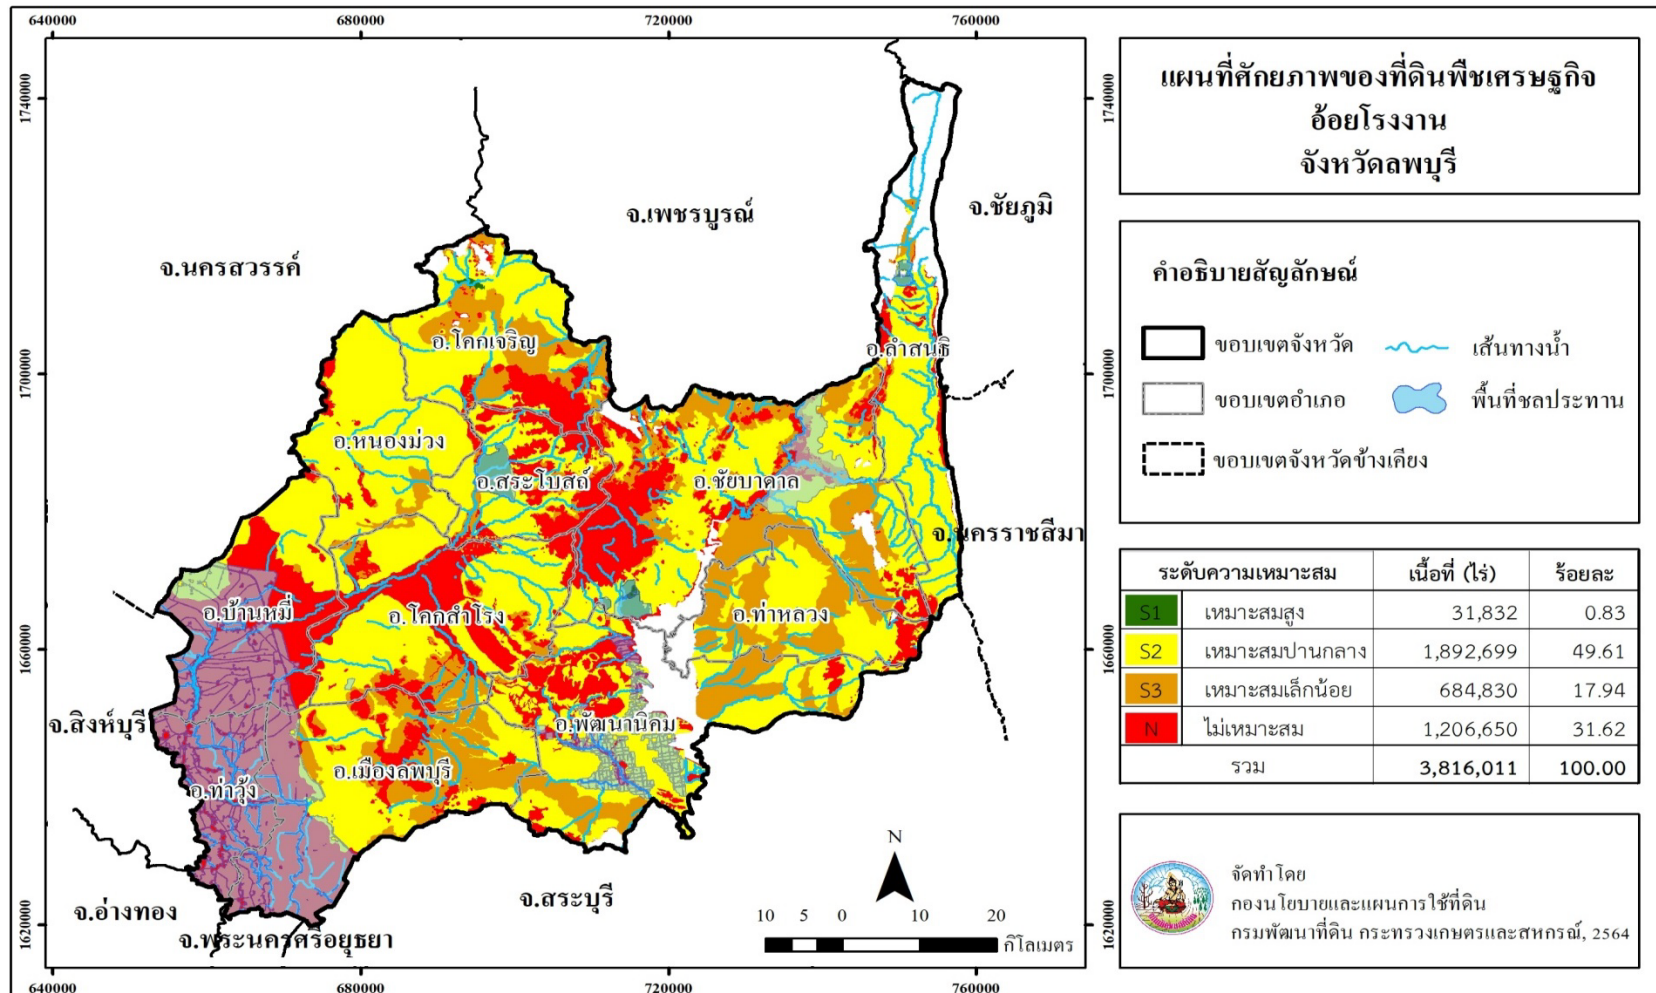 640000 680000 720000 760000
1740000
1700000
1660000
1620000
1740000
1700000
1660000
1620000
640000 680000 720000 760000
จ.นครสวรรค์
จ.เพชรบูรณ์
จ.ชัยภูมิ
จ.นครราชสีมา
จ.สิงห์บุรี
จ.อ่างทอง
จ.พระนครศรีอยุธยา
จ.สระบุรี
อ.โคกเจริญ
อ.ลำสนธิ
อ.หนองม่วง
อ.สระโบสถ์
อ.ชัยบาดาล
อ.บ้านหมี่
อ.โคกสำโรง
อ.ท่าหลวง
อ.พัฒนานิคม
อ.เมืองลพบุรี
อ.ท่าวุ้ง
N
10 5 0 10 20
กิโลเมตร
แผนที่ศักยภาพของที่ดินพืชเศรษฐกิจ
อ้อยโรงงาน
จังหวัดลพบุรี
คำอธิบายสัญลักษณ์
ขอบเขตจังหวัด เส้นทางน้ำ
ขอบเขตอำเภอ พื้นที่ชลประทาน
ขอบเขตจังหวัดข้างเคียง
ระดับความเหมาะสม เนื้อที่ (ไร่) ร้อยละ
S1 เหมาะสมสูง 31,832 0.83
S2 เหมาะสมปานกลาง 1,892,699 49.61
S3 เหมาะสมเล็กน้อย 684,830 17.94
N ไม่เหมาะสม 1,206,650 31.62
รวม 3,816,011 100.00
จัดทำโดย
กองนโยบายและแผนการใช้ที่ดิน
กรมพัฒนาที่ดิน กระทรวงเกษตรและสหกรณ์, 2564